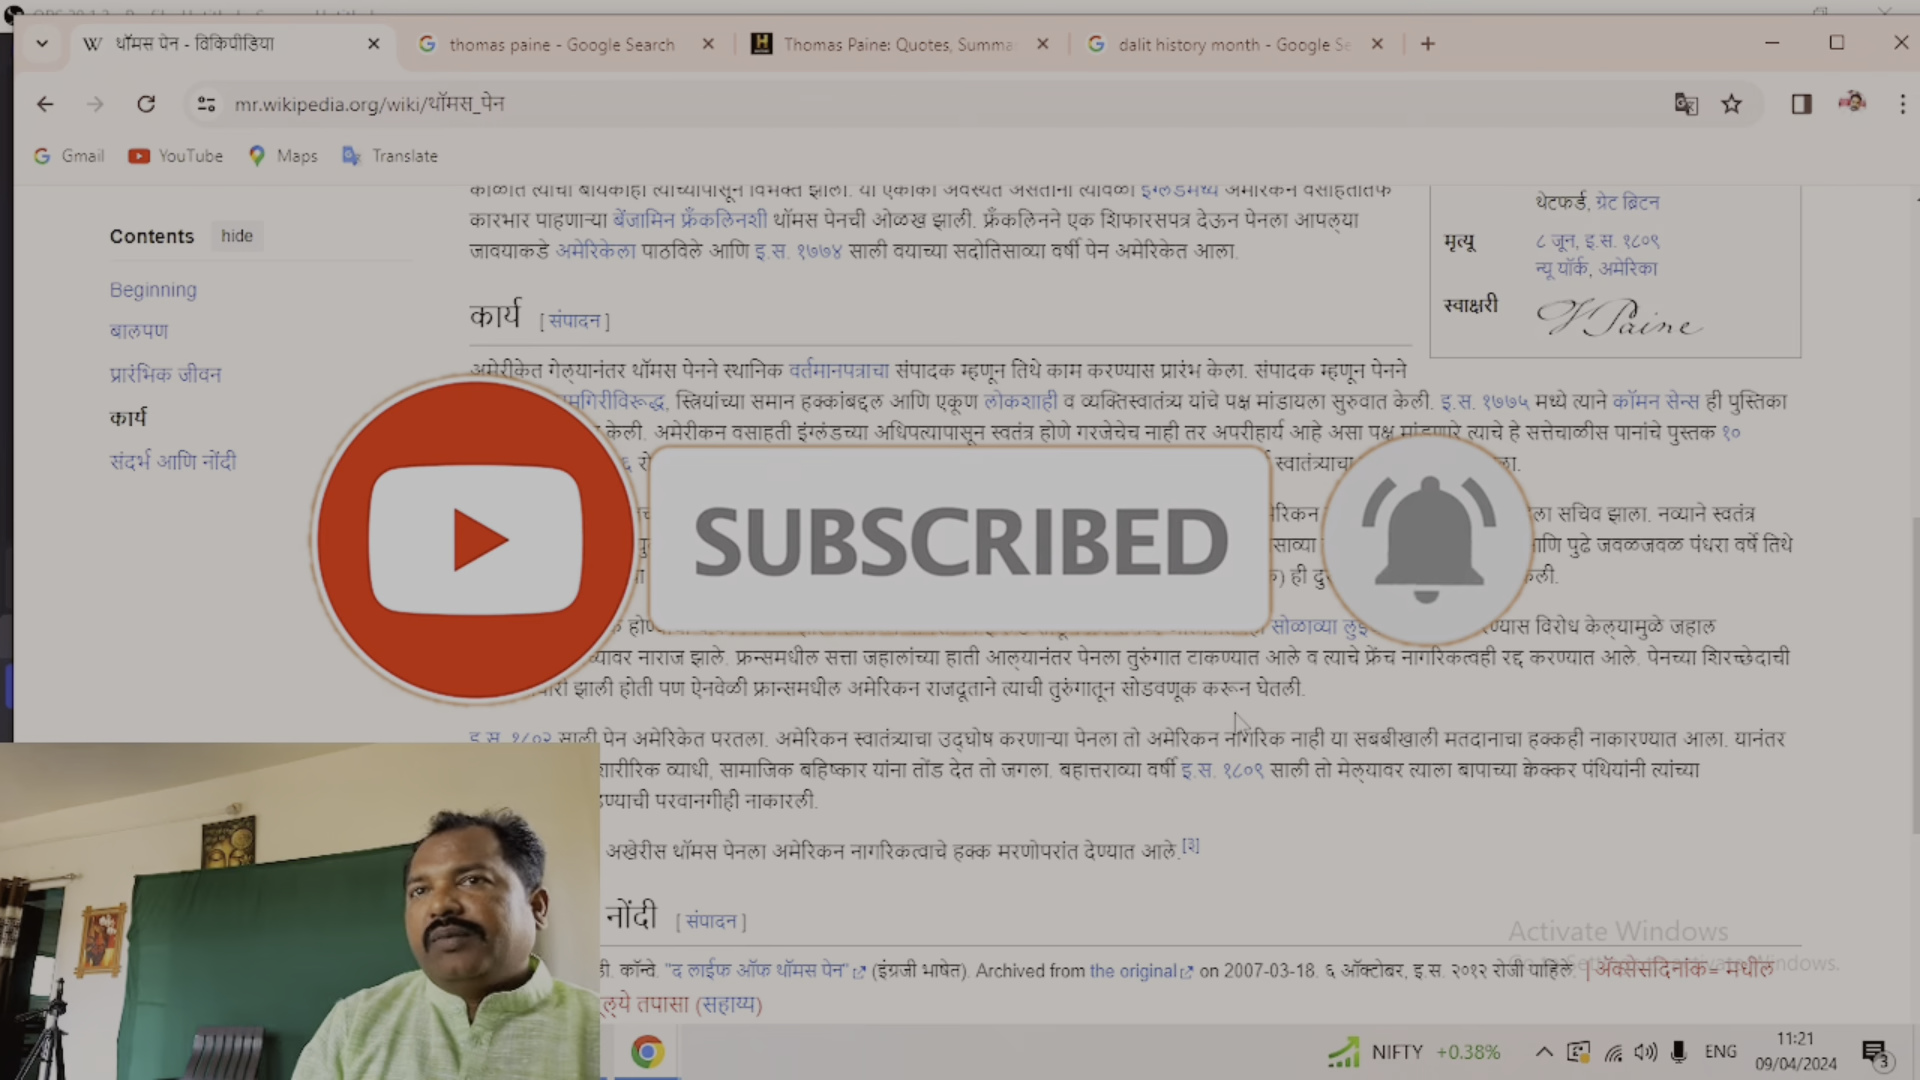 थॉमस पेन - विकिपीडिया
thomas paine - Google Search
Thomas Paine: Quotes, Summa
dalit history month - Google Se
mr.wikipedia.org/wiki/थॉमस_पेन
Gmail
YouTube
Maps
Translate
Contents
hide
Beginning
बालपण
प्रारंभिक जीवन
कार्य
संदर्भ आणि नोंदी
कारभार पाहणाऱ्या बेंजामिन फ्रँकलिनशी थॉमस पेनची ओळख झाली. फ्रँकलिनने एक शिफारसपत्र देऊन पेनला आपल्या
जावयाकडे अमेरिकेला पाठविले आणि इ.स. १७७४ साली वयाच्या सदोतिसाव्या वर्षी पेन अमेरिकेत आला.
थेटफर्ड, ग्रेट ब्रिटन
मृत्यू
८ जून, इ.स. १८०९
न्यू यॉर्क, अमेरिका
स्वाक्षरी
Paine
कार्य [ संपादन ]
अमेरीकेत गेल्यानंतर थॉमस पेनने स्थानिक वर्तमानपत्राचा संपादक म्हणून तिथे काम करण्यास प्रारंभ केला. संपादक म्हणून पेनने
स्त्रियांच्या समान हक्कांबद्दल आणि एकूण लोकशाही व व्यक्तिस्वातंत्र्य यांचे पक्ष मांडायला सुरुवात केली. इ.स. १७७५ मध्ये त्याने कॉमन सेन्स ही पुस्तिका
केली. अमेरीकन वसाहती इंग्लंडच्या अधिपत्यापासून स्वतंत्र होणे गरजेचेच नाही तर अपरीहार्य आहे असा पक्ष मांडणारे त्याचे हे सत्तेचाळीस पानांचे पुस्तक १०
स्वातंत्र्याचा
ला सचिव झाला. नव्याने स्वतंत्र
आणि पुढे जवळजवळ पंधरा वर्षे तिथे
ही
SUBSCRIBED
सोळाव्या
विरोध केल्यामुळे जहाल
नाराज झाले. फ्रन्समधील सत्ता जहालांच्या हाती आल्यानंतर पेनला तुरुंगात टाकण्यात आले व त्याचे फ्रेंच नागरिकत्वही रद्द करण्यात आले. पेनच्या शिरच्छेदाची
झाली होती पण ऐनवेळी फ्रान्समधील अमेरिकन राजदूताने त्याची तुरुंगातून सोडवणूक करून घेतली.
इ.स. १८०२ साली पेन अमेरिकेत परतला. अमेरिकन स्वातंत्र्याचा उद्‌घोष करणाऱ्या पेनला तो अमेरिकन नागरिक नाही या सबबीखाली मतदानाचा हक्कही नाकारण्यात आला. यानंतर
शारीरिक व्याधी, सामाजिक बहिष्कार यांना तोंड देत तो जगला. बहात्तराव्या वर्षी इ.स. १८०९ साली तो मेल्यावर त्याला बापाच्या क्वेक्कर पंथियांनी त्यांच्या
परवानगीही नाकारली.
अखेरीस थॉमस पेनला अमेरिकन नागरिकत्वाचे हक्क मरणोपरांत देण्यात आले.[३]
नोंदी [ संपादन ]
कॉन्वे. "द लाईफ ऑफ थॉमस पेन" (इंग्रजी भाषेत). Archived from the original on 2007-03-18. ६ ऑक्टोबर, इ.स. २०१२ रोजी पाहिले. |अ‍ॅक्सेसदिनांक= मधील
तपासा (सहाय्य)
Activate Windows
NIFTY +0.38%
ENG
11:21
09/04/2024
3